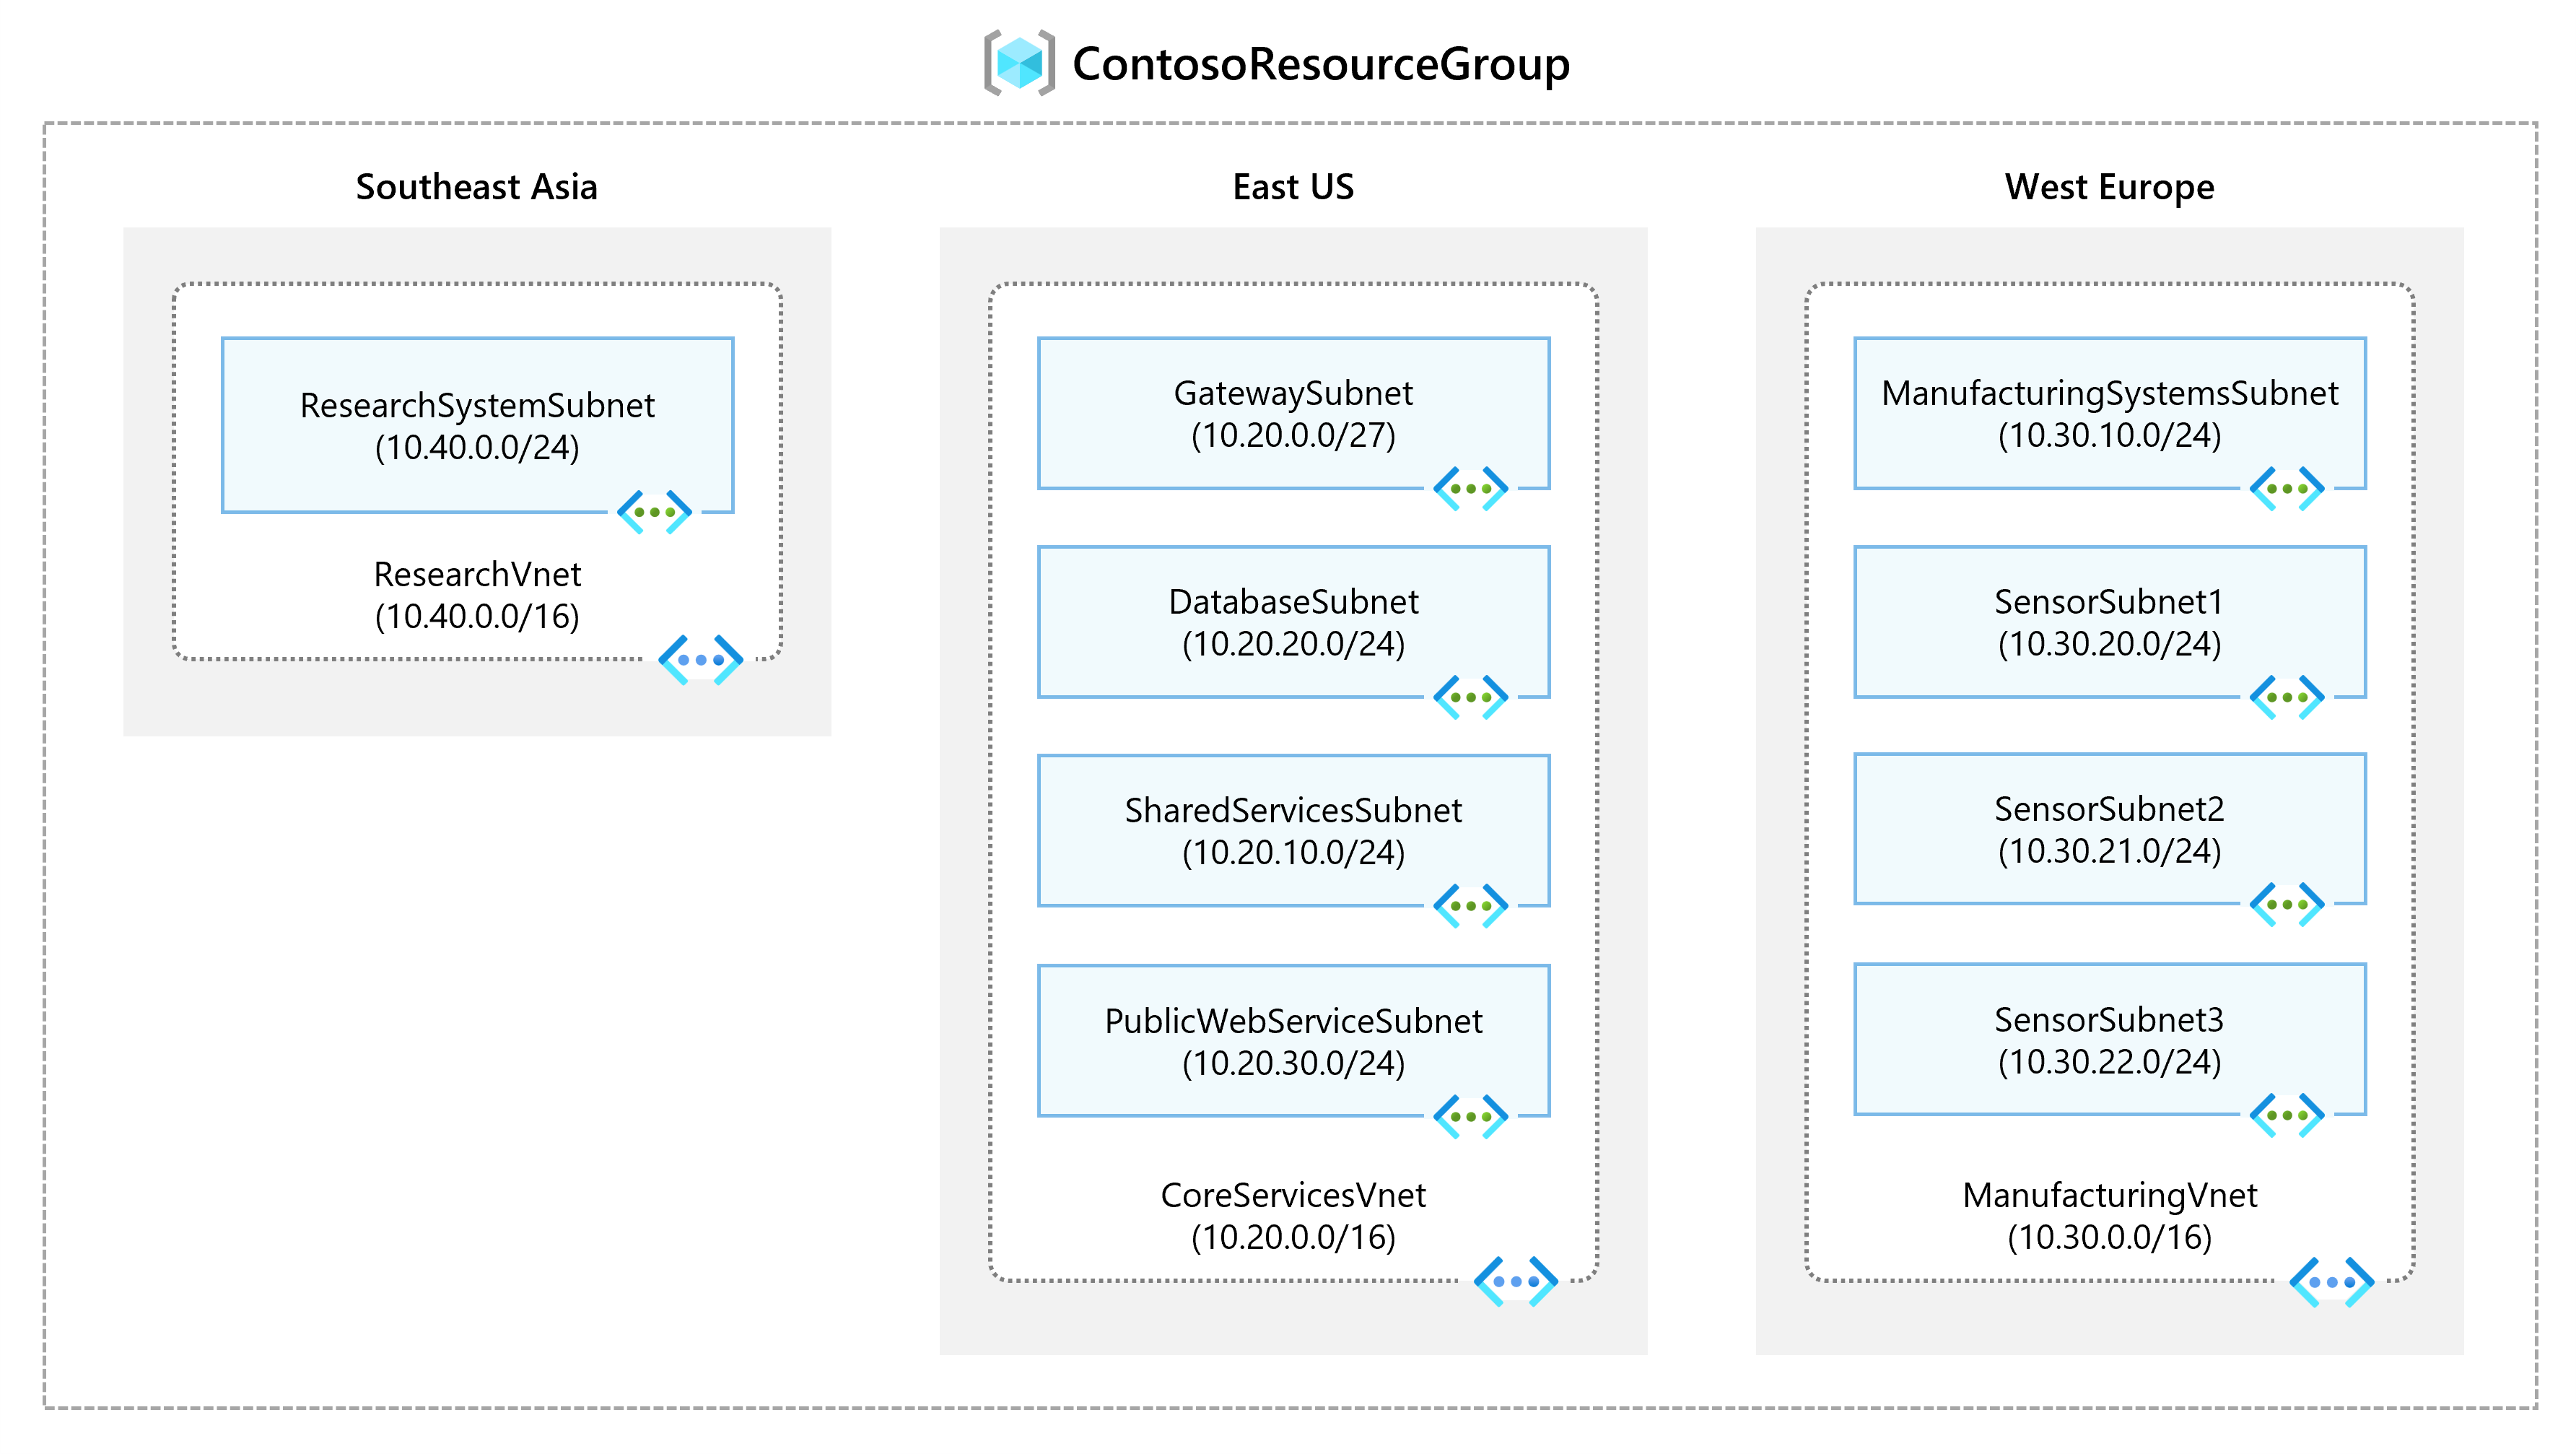 ContosoResourceGroup
Southeast Asia
ResearchSystemSubnet
(10.40.0.0/24)
ResearchVnet
(10.40.0.0/16)
East US
GatewaySubnet
(10.20.0.0/27)
DatabaseSubnet
(10.20.20.0/24)
SharedServicesSubnet
(10.20.10.0/24)
PublicWebServiceSubnet
(10.20.30.0/24)
CoreServicesVnet
(10.20.0.0/16)
West Europe
ManufacturingSystemsSubnet
(10.30.10.0/24)
SensorSubnet1
(10.30.20.0/24)
SensorSubnet2
(10.30.21.0/24)
SensorSubnet3
(10.30.22.0/24)
ManufacturingVnet
(10.30.0.0/16)